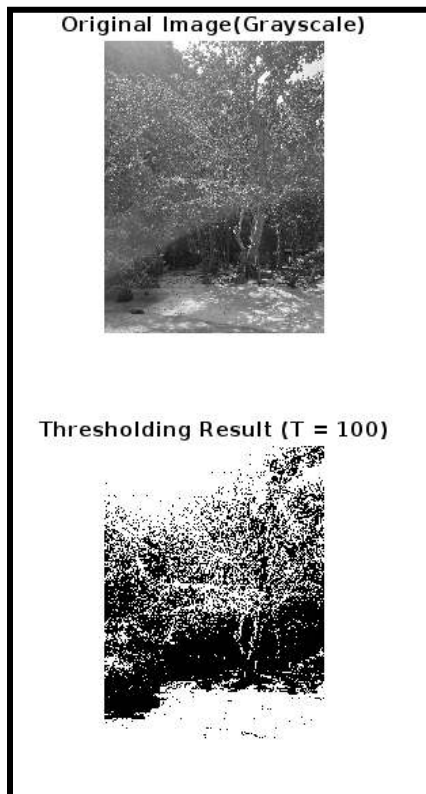 Original Image(Grayscale)
Thresholding Result (T = 100)